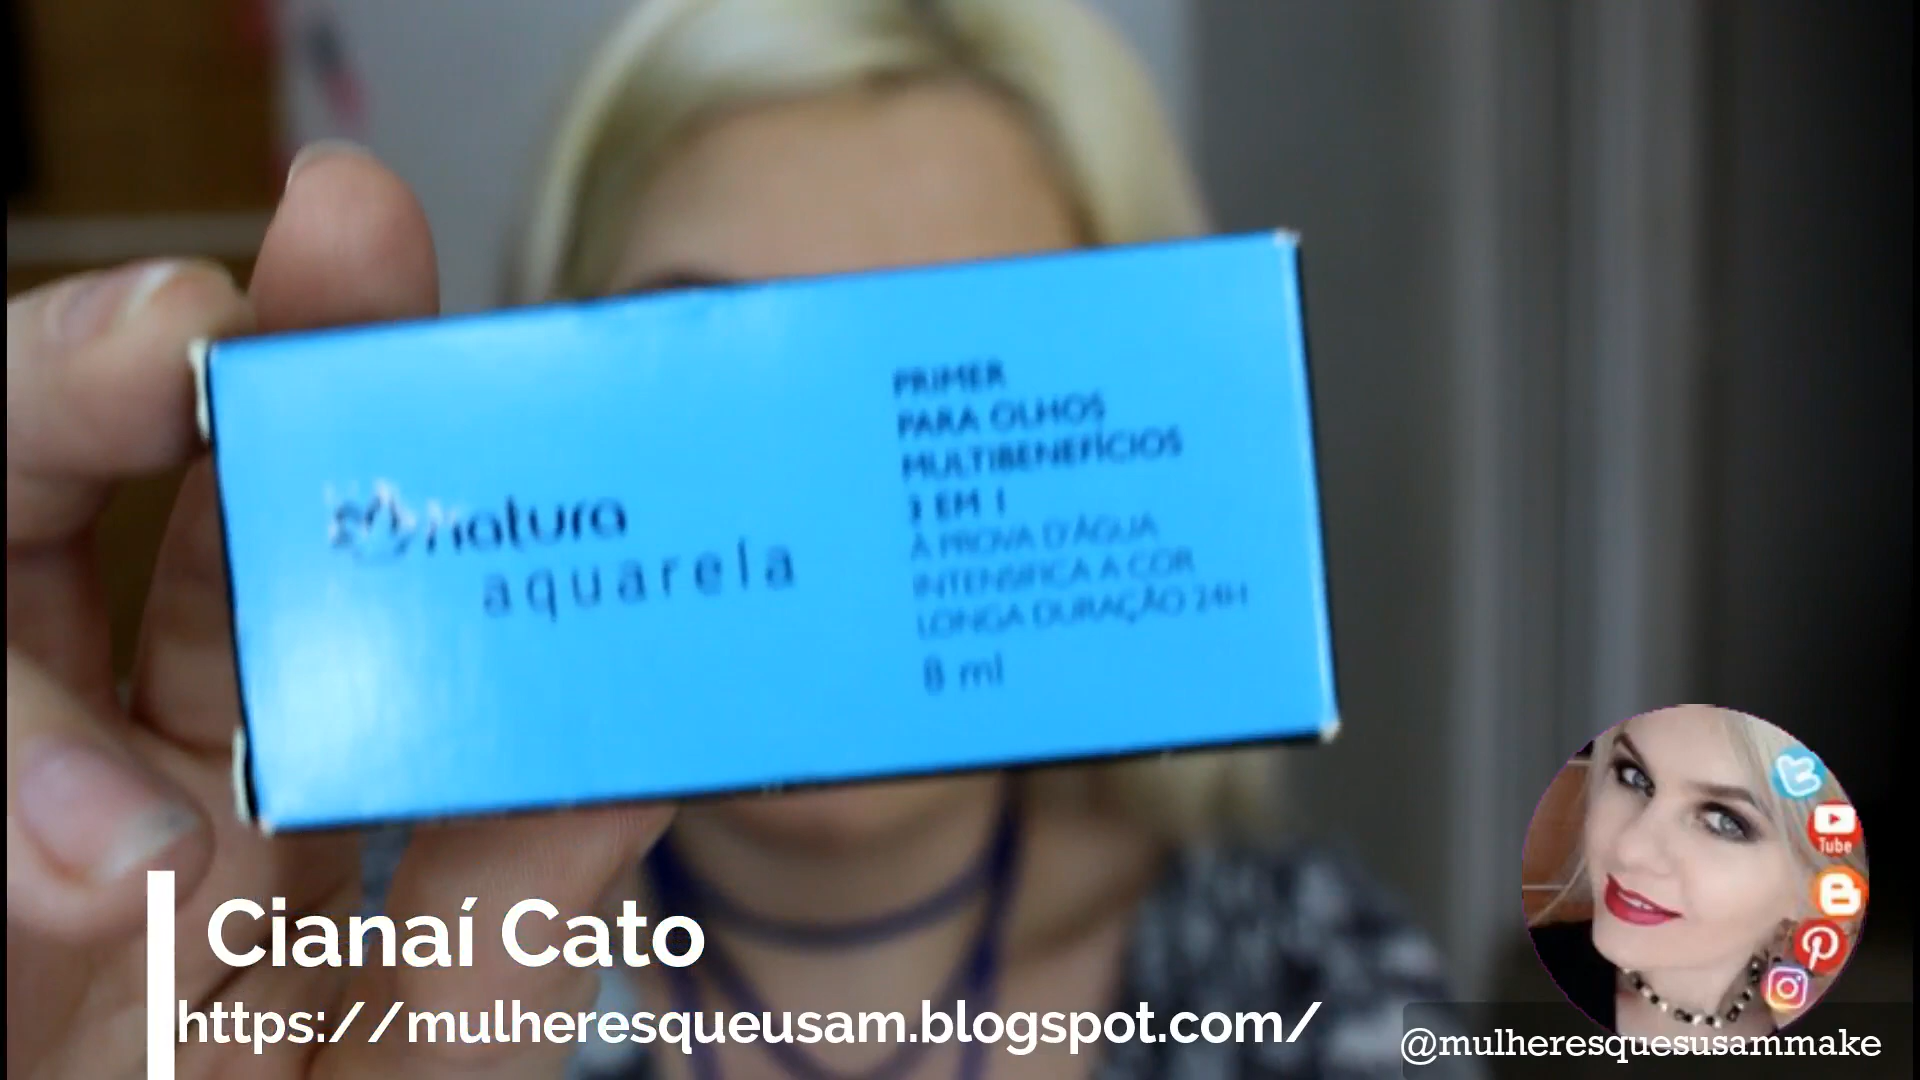 natura
aquarela
PRIMER
PARA OLHOS
MULTIBENEFÍCIOS
3 EM 1
À PROVA D'ÁGUA
INTENSIFICA A COR
LONGA DURAÇÃO 24H
8 ml
Cianaí Cato
https://mulheresqueusam.blogspot.com/
Tube
@mulheresquesusammake